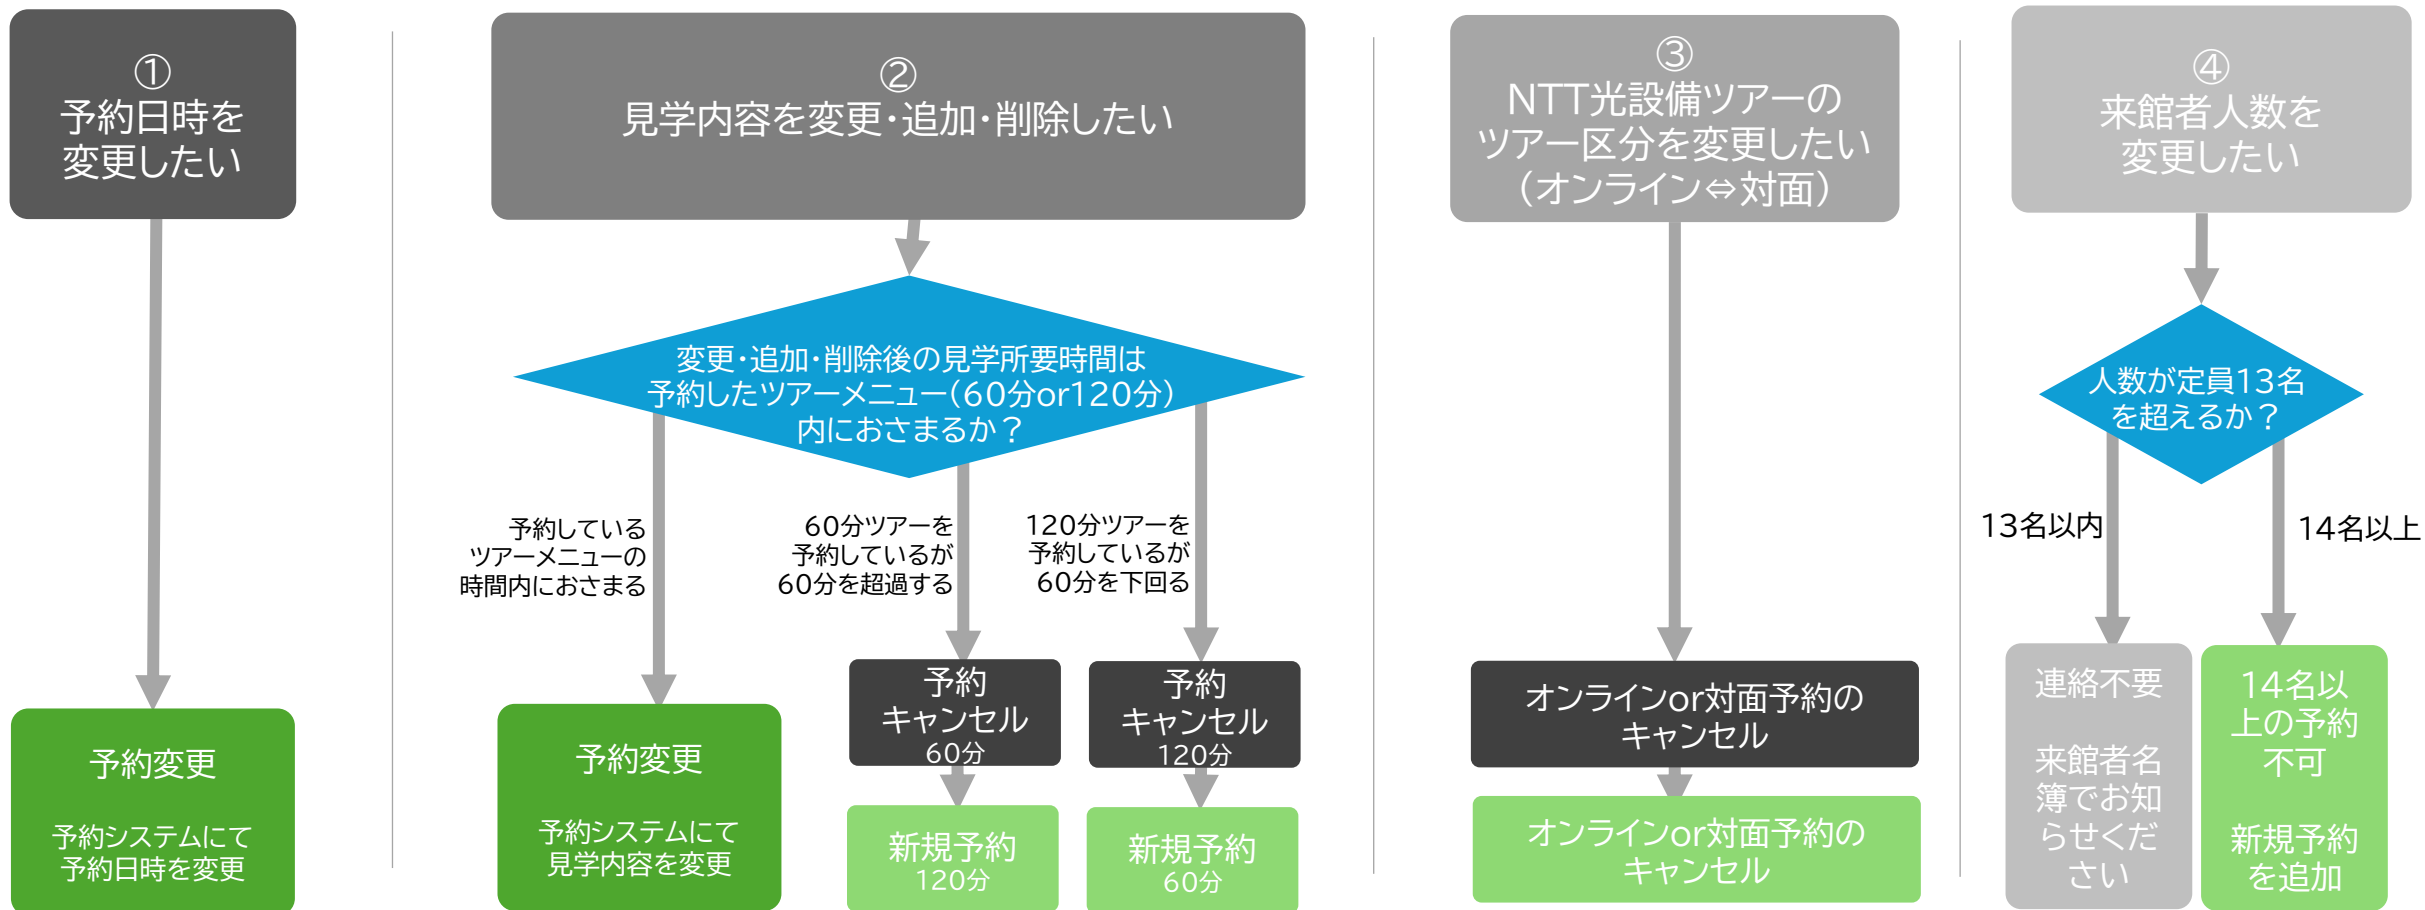 ①
予約日時を
変更したい
②
見学内容を変更・追加・削除したい
③
NTT光設備ツアーの
ツアー区分を変更したい
（オンライン⇔対面）
④
来館者人数を
変更したい
変更・追加・削除後の見学所要時間は
予約したツアーメニュー（60分or120分）
内におさまるか？
人数が定員13名
を超えるか？
予約している
ツアーメニューの
時間内におさまる
60分ツアーを
予約しているが
60分を超過する
120分ツアーを
予約しているが
60分を下回る
13名以内
14名以上
予約変更
予約システムにて
予約日時を変更
予約変更
予約システムにて
見学内容を変更
予約
キャンセル
60分
新規予約
120分
予約
キャンセル
120分
新規予約
60分
オンラインor対面予約の
キャンセル
オンラインor対面予約の
キャンセル
連絡不要
来館者名
簿でお知
らせくだ
さい
14名以
上の予約
不可
新規予約
を追加